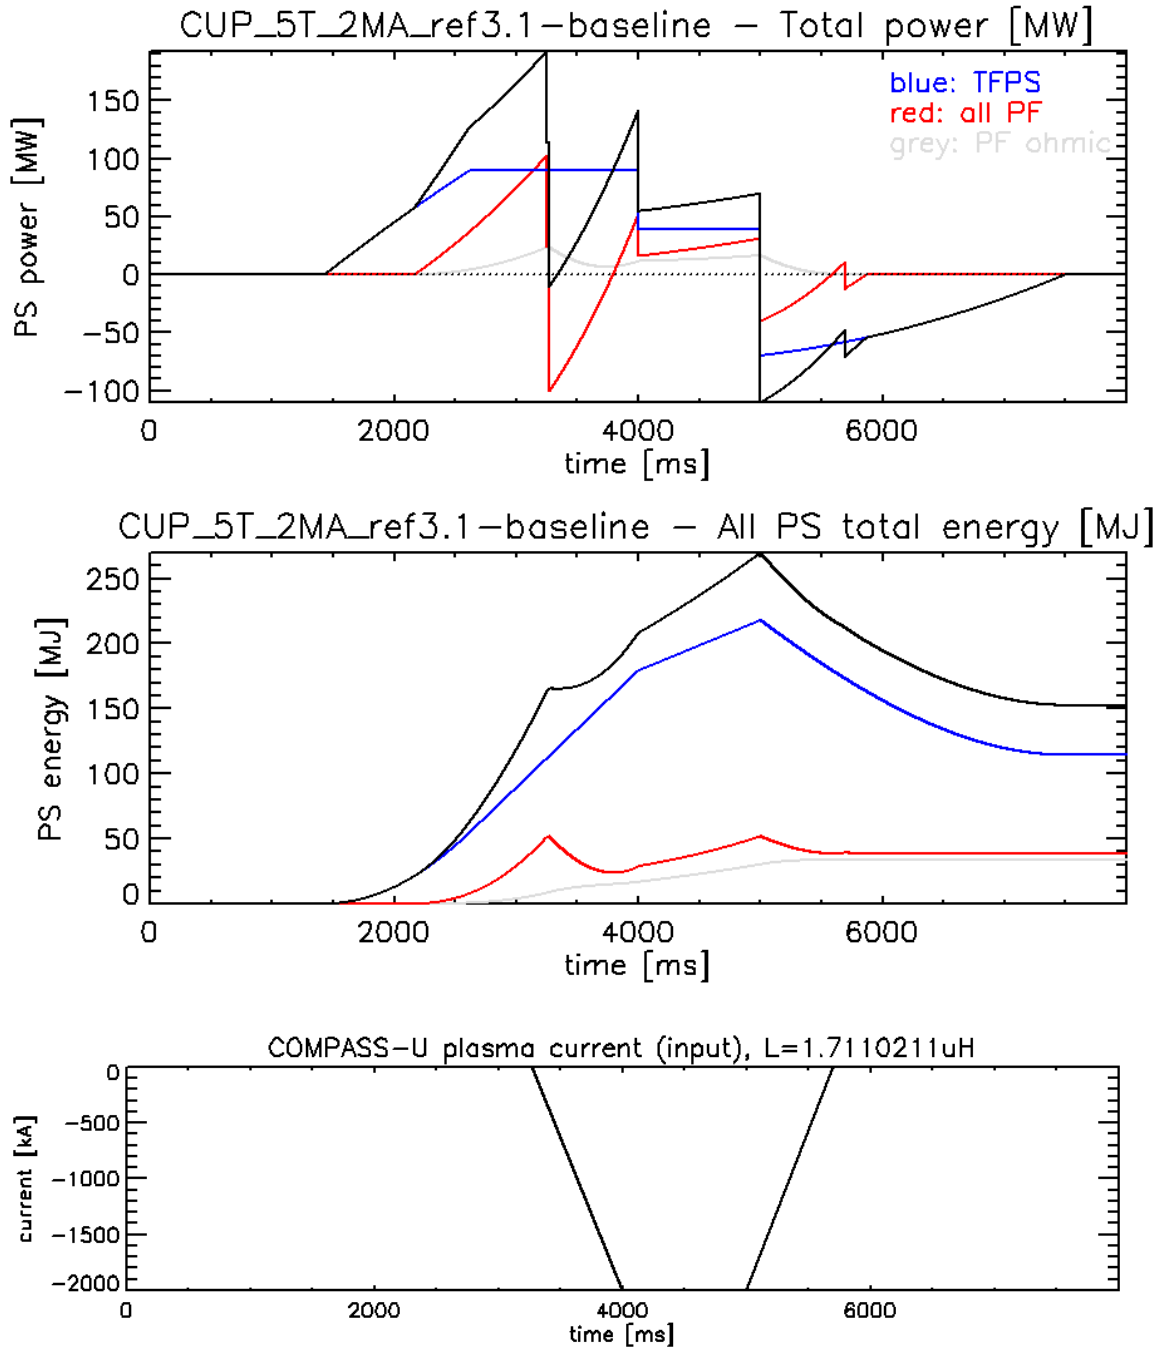 CUP_5T_2MA_ref3.1-baseline - Total power [MW]
blue: TFPS
red: all PF
grey: PF ohmic
PS power [MW]
150
100
50
0
-50
-100
0 2000 4000 6000
time [ms]
CUP_5T_2MA_ref3.1-baseline - All PS total energy [MJ]
PS energy [MJ]
250
200
150
100
50
0
0 2000 4000 6000
time [ms]
COMPASS-U plasma current (input), L=1.7110211uH
current [kA]
0
-500
-1000
-1500
-2000
0 2000 4000 6000
time [ms]